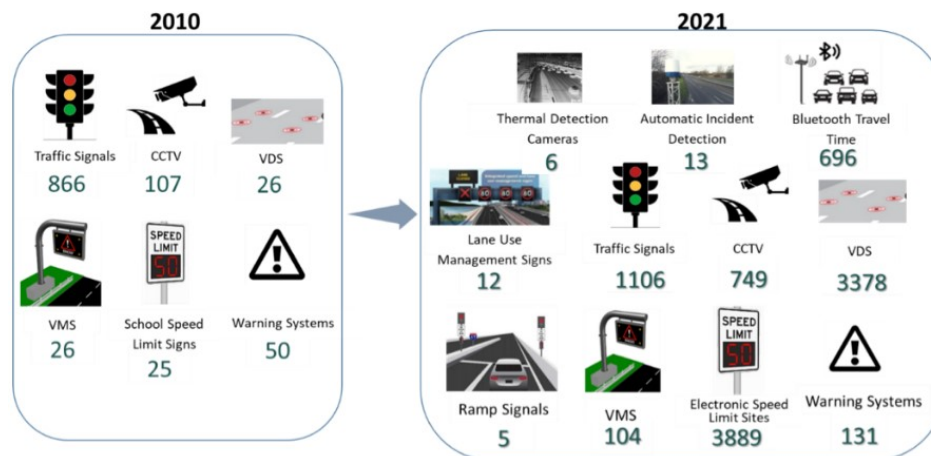 2010
Traffic Signals
866
CCTV
107
VDS
26
SPEED
LIMIT
50
VMS
26
School Speed
Limit Signs
25
Warning Systems
50
2021
Thermal Detection
Cameras
6
Automatic Incident
Detection
13
Bluetooth Travel
Time
696
Lane Use
Management Signs
12
Traffic Signals
1106
CCTV
749
VDS
3378
Ramp Signals
5
VMS
104
SPEED
LIMIT
50
Electronic Speed
Limit Sites
3889
Warning Systems
131